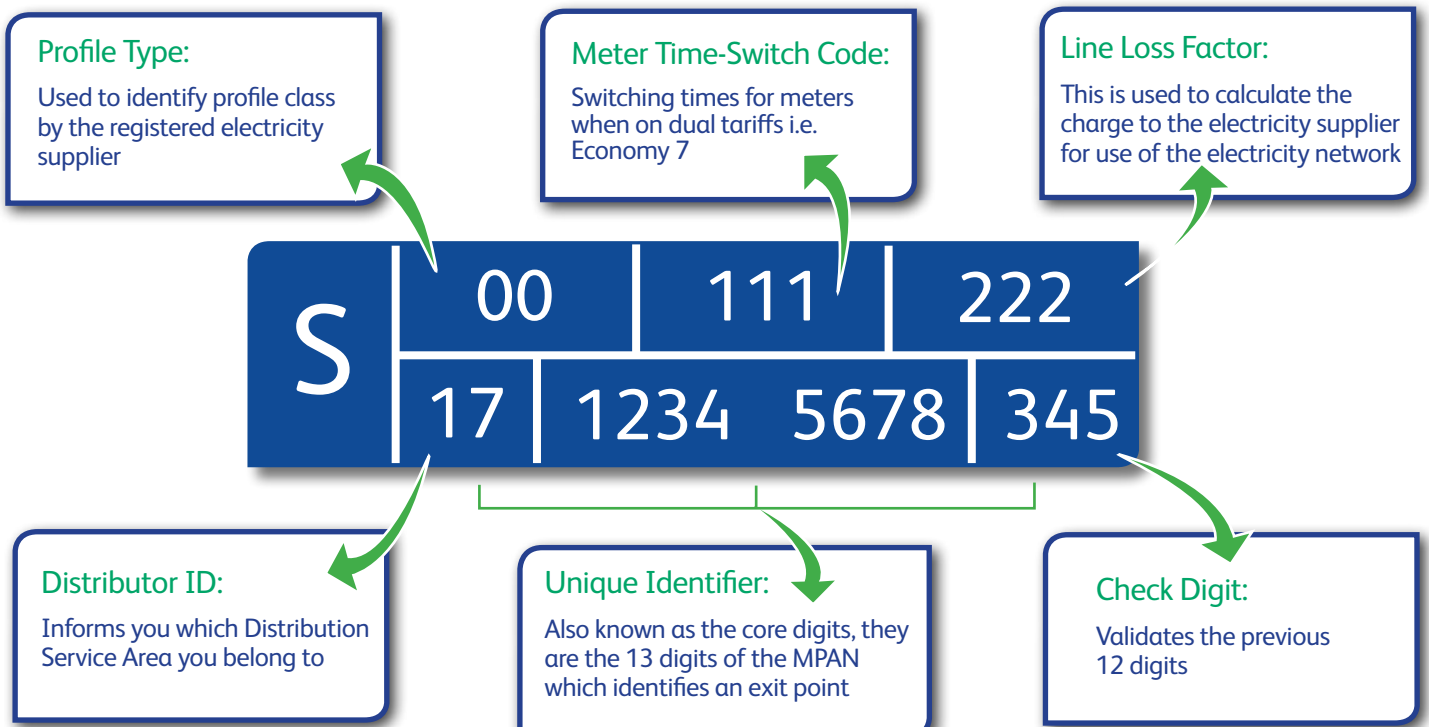 Profile Type:
Used to identify profile class
by the registered electricity
supplier
Meter Time-Switch Code:
Switching times for meters
when on dual tariffs i.e.
Economy 7
Line Loss Factor:
This is used to calculate the
charge to the electricity supplier
for use of the electricity network
S
00 111 222
17 1234 5678 345
Distributor ID:
Informs you which Distribution
Service Area you belong to
Unique Identifier:
Also known as the core digits, they
are the 13 digits of the MPAN
which identifies an exit point
Check Digit:
Validates the previous
12 digits